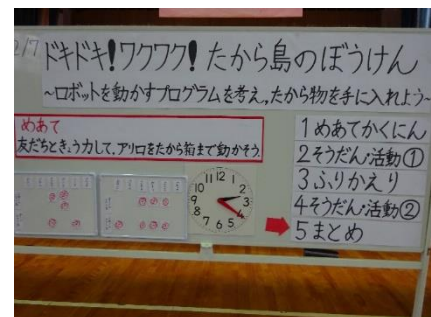 2/7
ドキドキ!ワクワク!たから島のぼうけん
~ロボットを動かすプログラムを考え、たから物を手に入れよう~
めあて
友だちときょう力して、アリロをたから箱まで動かそう。
1めあてかくにん
2そうだん・活動①
3ふりかえり
4そうだん・活動②
5まとめ
12
1
2
3
4
5
6
7
8
9
10
11